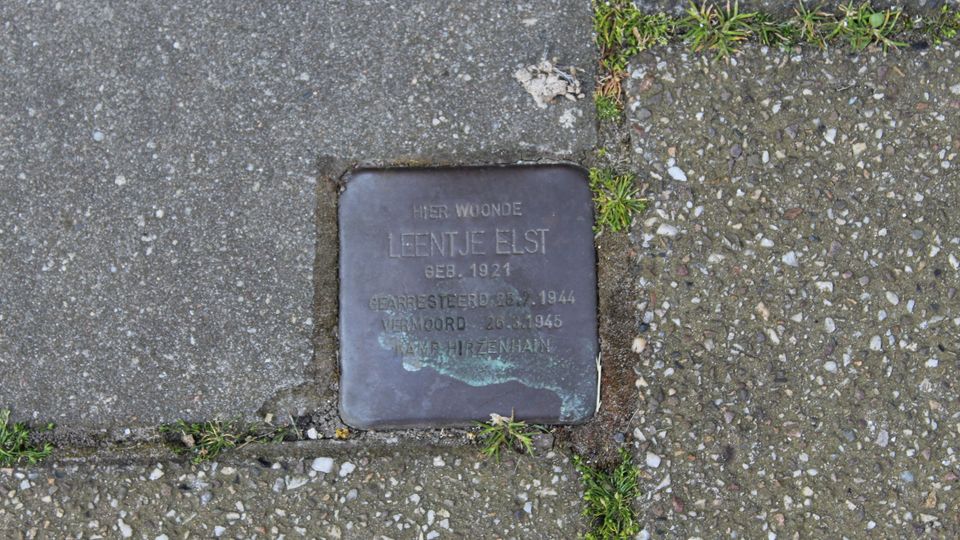 HIER WOONDE
LEENTJE ELST
GEB. 1921
GEARRESTEERD 25.7.1944
VERMOORD 26.3.1945
KAMP HIRZENHAIN